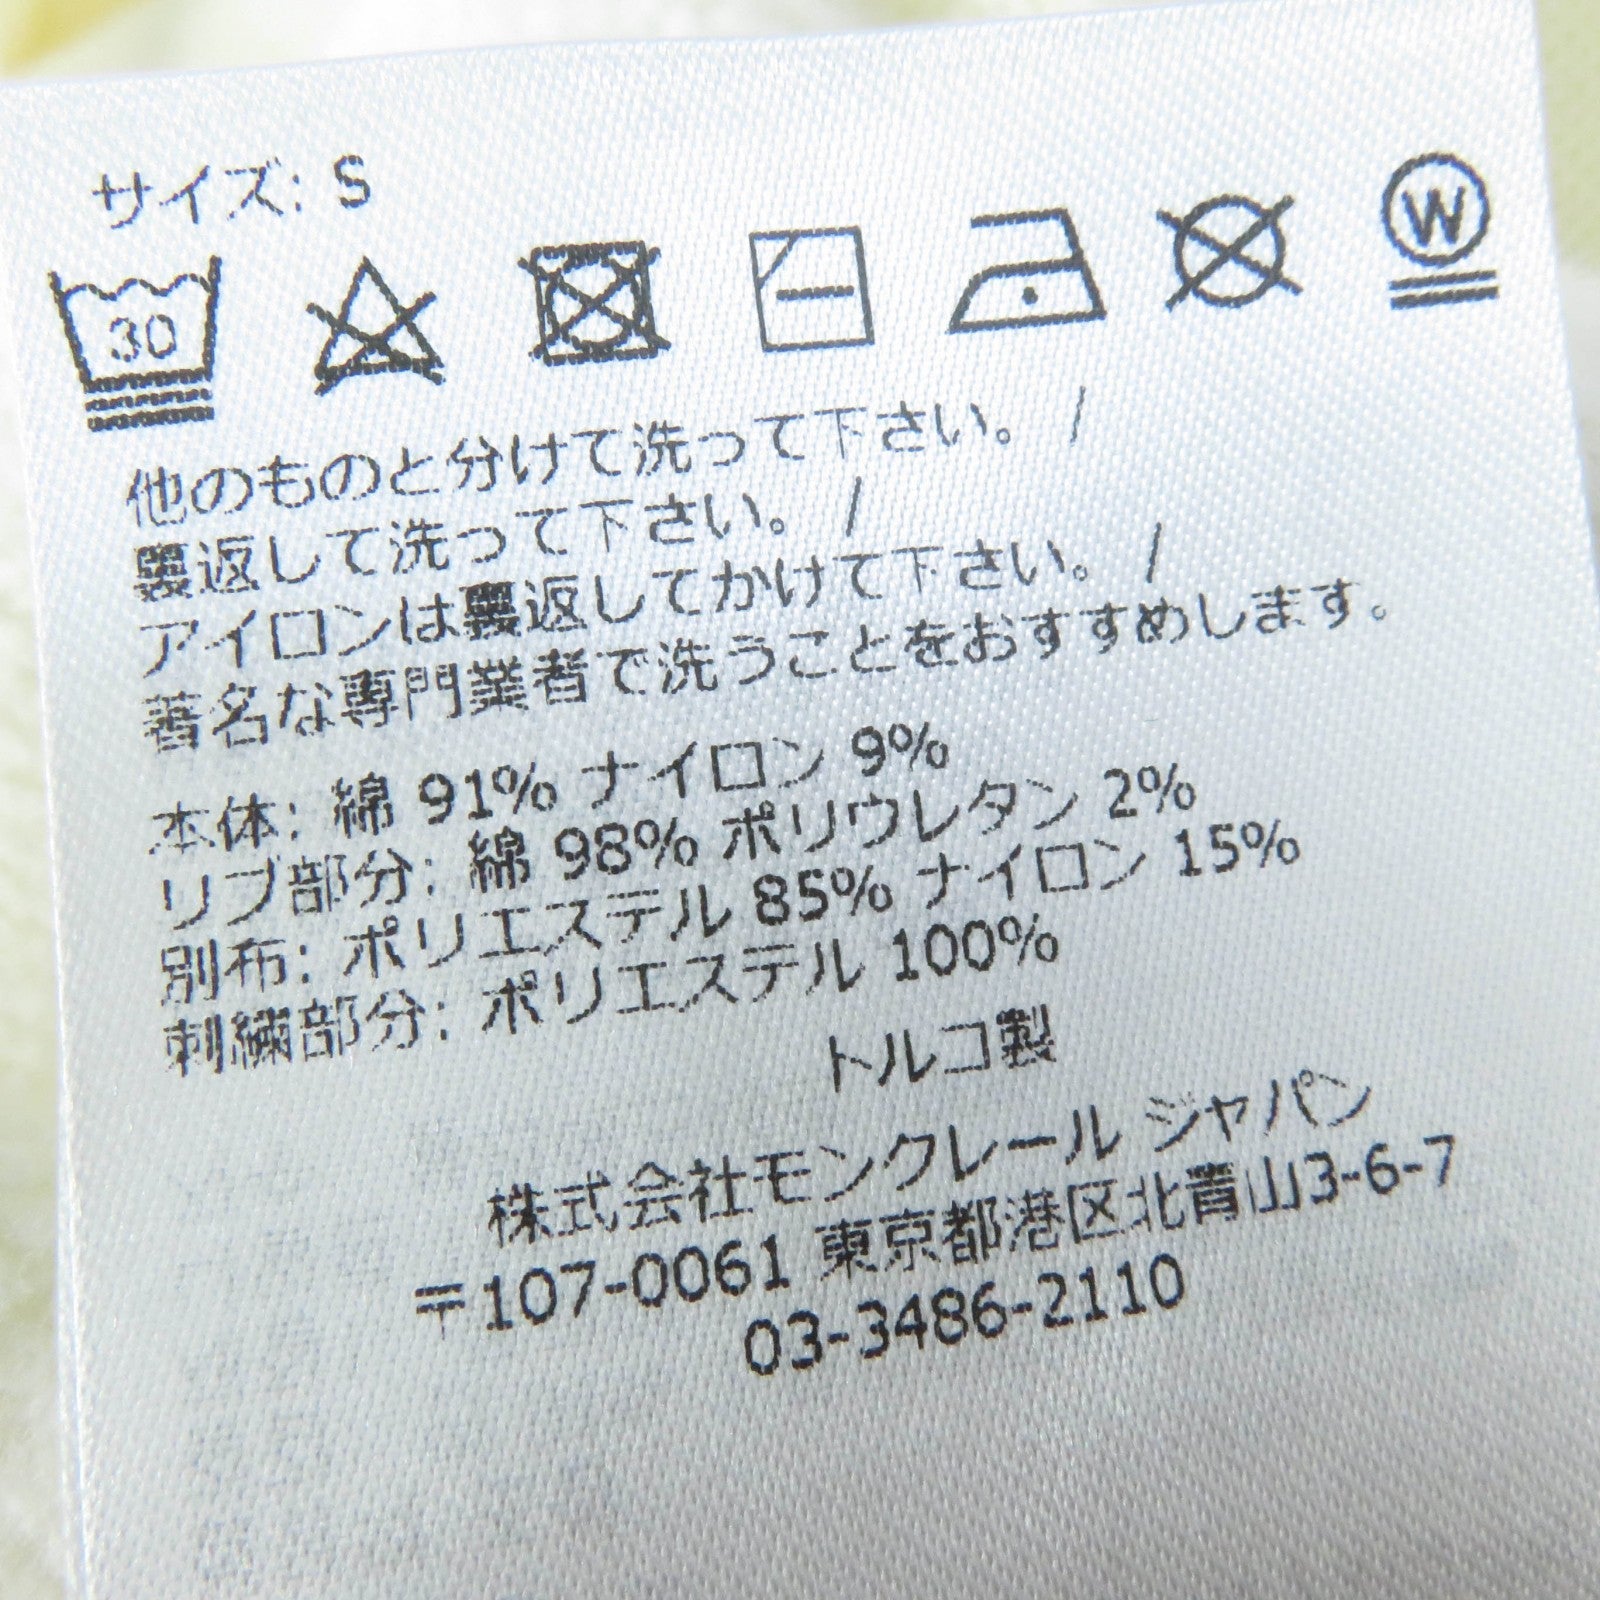 サイズ: S
30
W
他のものと分けて洗って下さい。 /
裏返して洗って下さい。 /
アイロンは裏返してかけて下さい。 /
著名な専門業者で洗うことをおすすめします。
本体: 綿 91% ナイロン 9%
リブ部分: 綿 98% ポリウレタン 2%
別布: ポリエステル 85% ナイロン 15%
刺繍部分: ポリエステル 100%
トルコ製
株式会社モンクレール ジャパン
〒107-0061 東京都港区北青山3-6-7
03-3486-2110